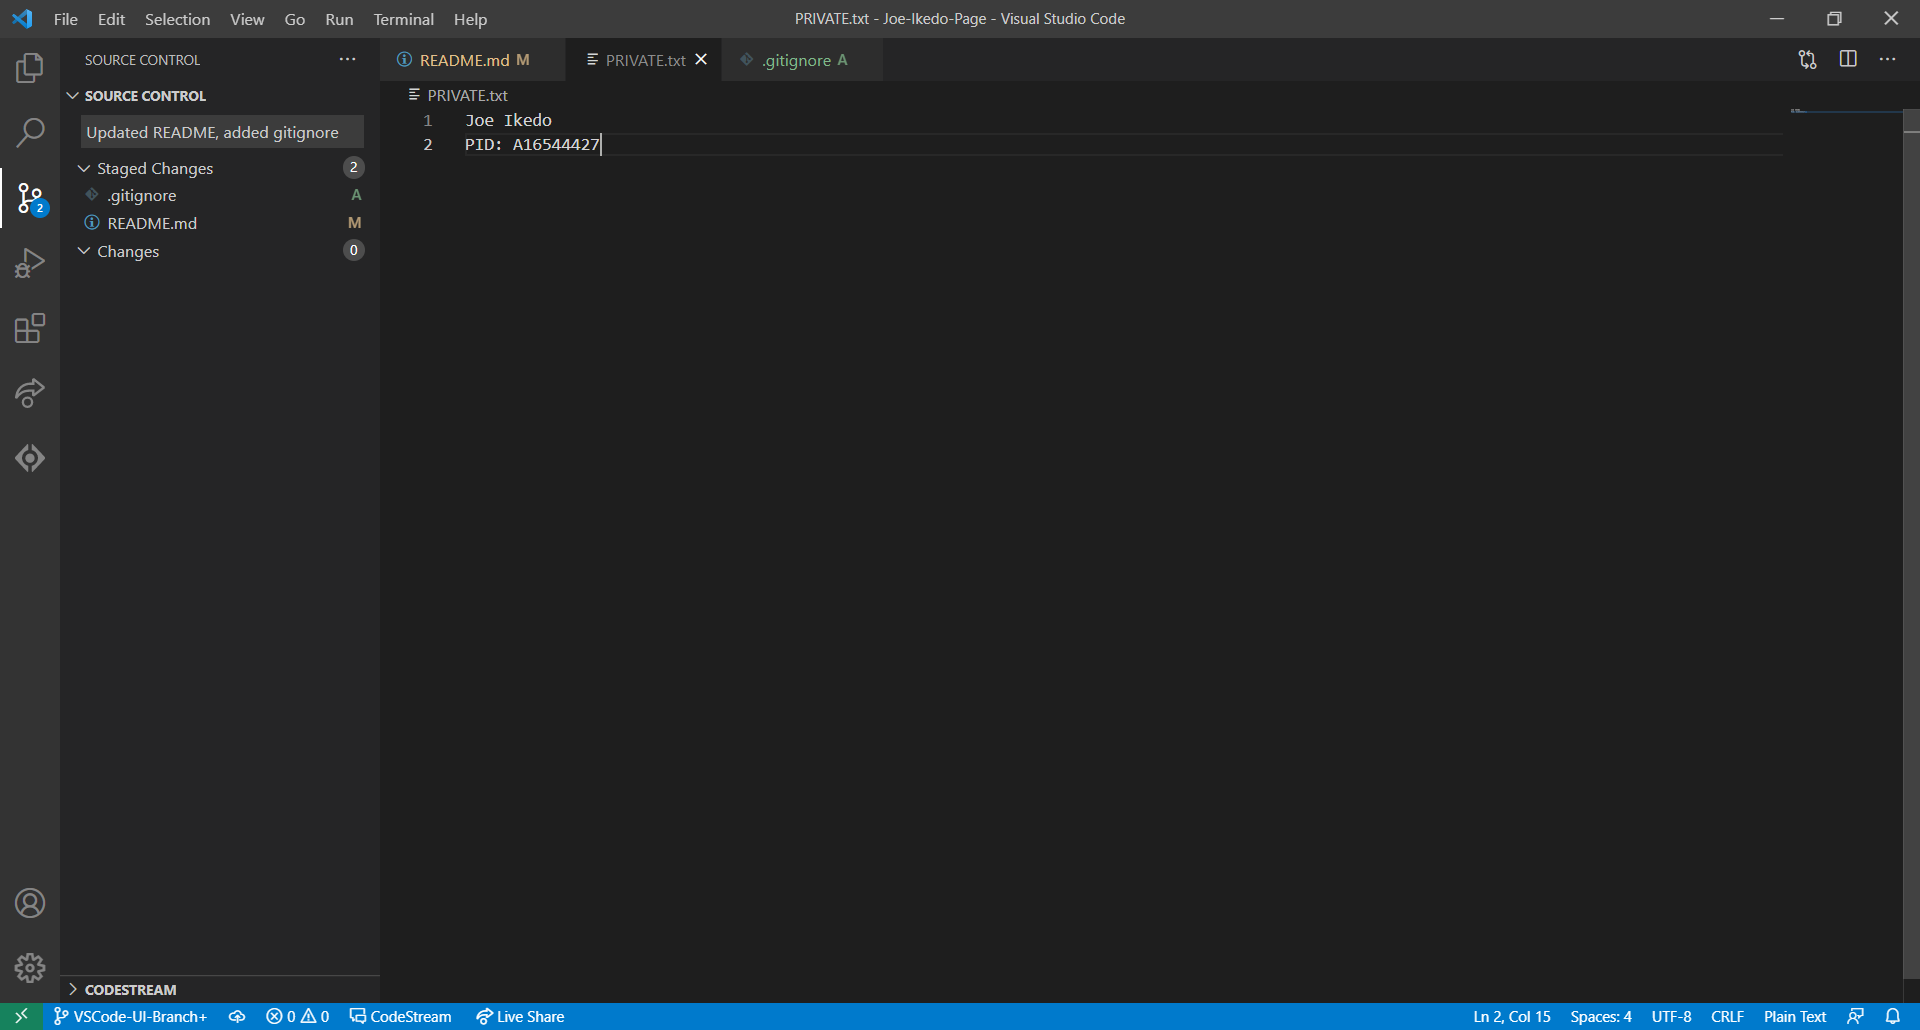 File Edit Selection View Go Run Terminal Help
PRIVATE.txt - Joe-Ikedo-Page - Visual Studio Code
SOURCE CONTROL
README.md M
PRIVATE.txt
.gitignore A
SOURCE CONTROL
PRIVATE.txt
1 Joe Ikedo
2 PID: A16544427
Updated README, added gitignore
Staged Changes 2
.gitignore A
README.md M
Changes 0
2
CODESTREAM
VSCode-UI-Branch+ 0 0 CodeStream Live Share Ln 2, Col 15 Spaces: 4 UTF-8 CRLF Plain Text